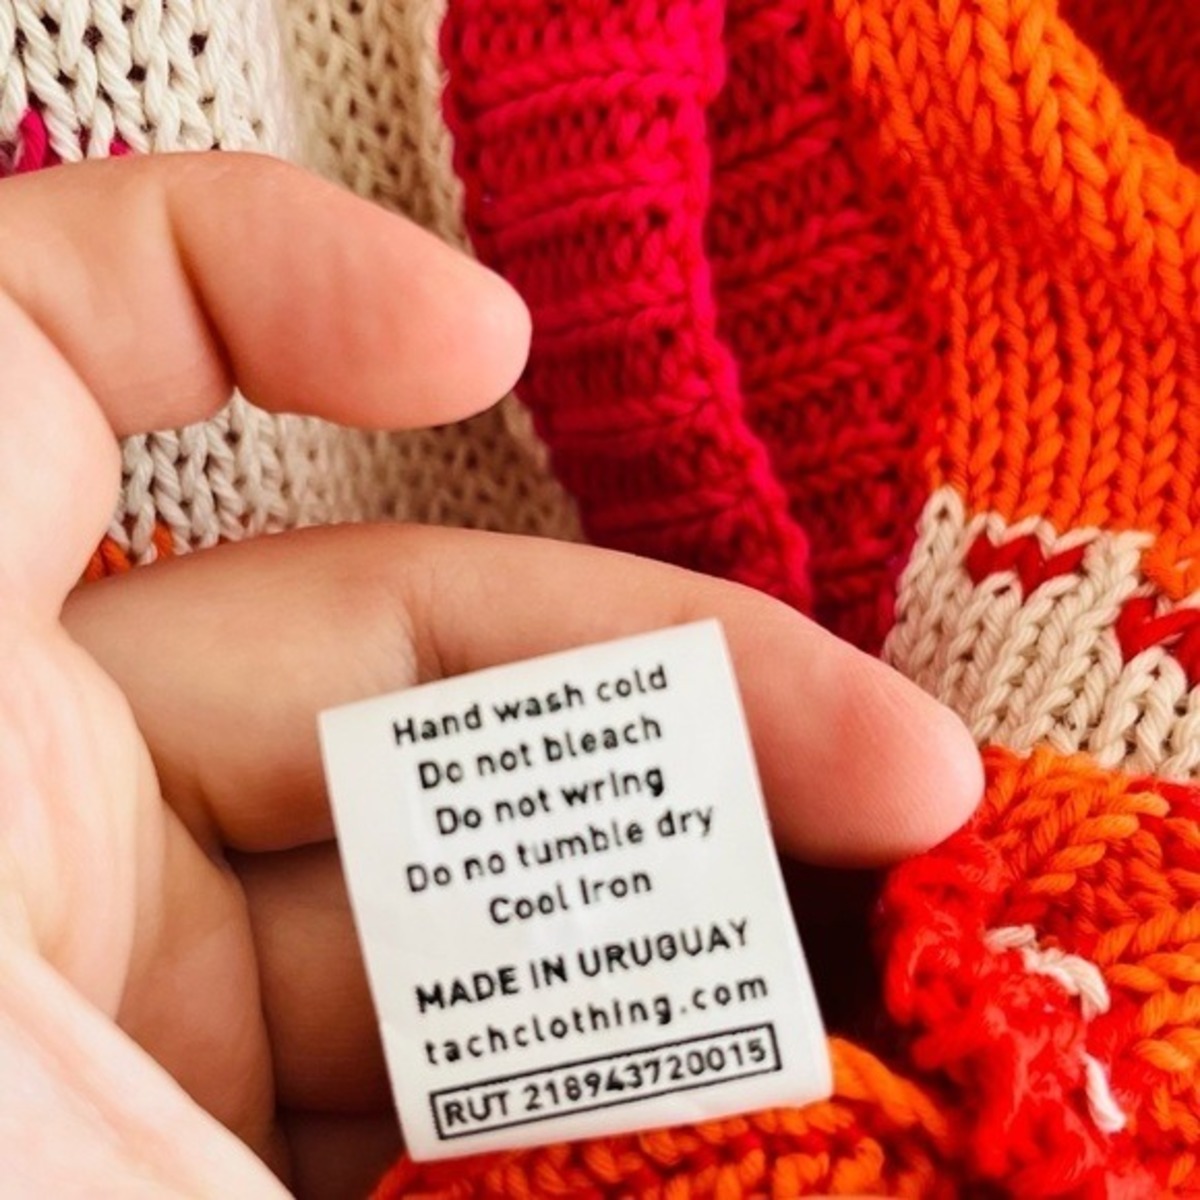 Hand wash cold
Do not bleach
Do not wring
Do no tumble dry
Cool Iron
MADE IN URUGUAY
tachclothing.com
RUT 218943720015